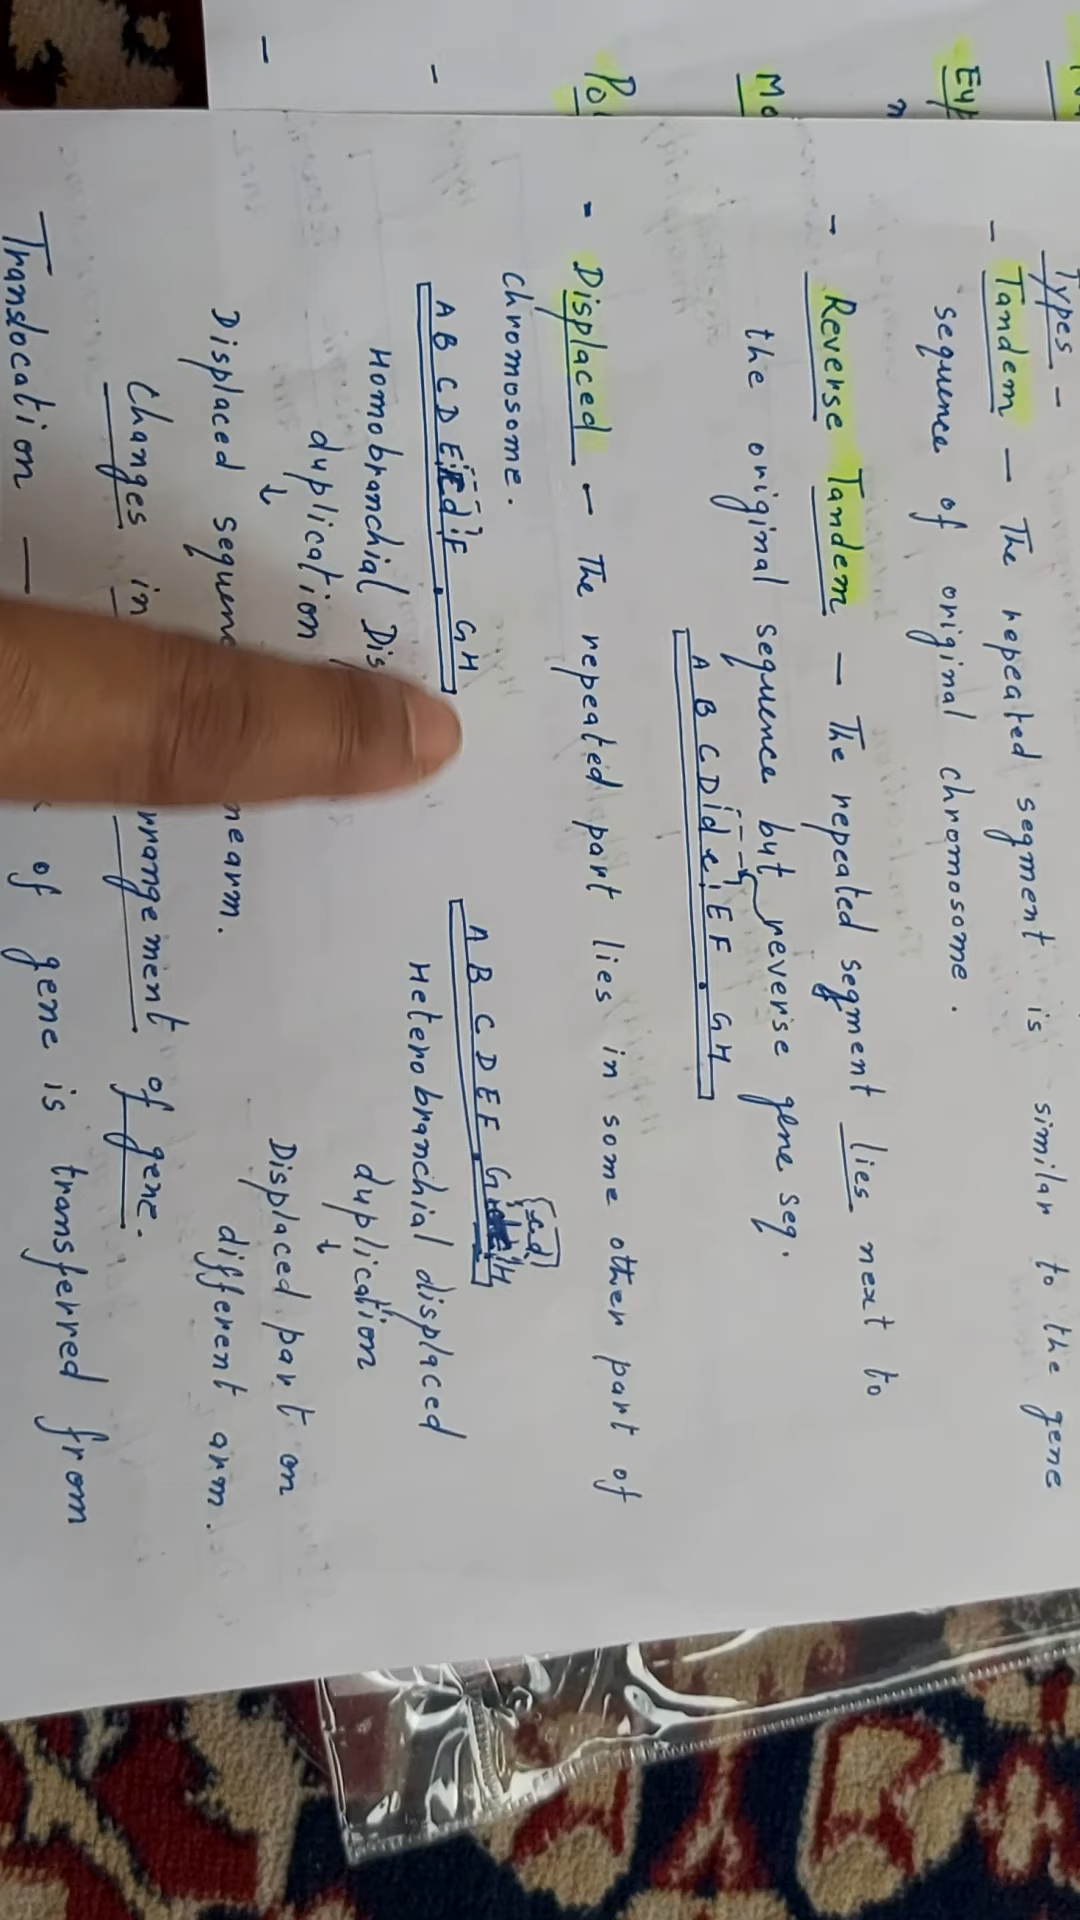 Eup
n
Mo
Po
Types -
- Tandem - The repeated segment is similar to the gene
sequence of original chromosome.
- Reverse Tandem - The repeated segment lies next to
the original sequence but reverse gene seq.
A B C D d e E F . G H
- Displaced - The repeated part lies in some other part of
chromosome.
A B C D E F . G H
A B C D E F . G H
Homobranchial Dis
duplication
↓
Heterobranchial displaced
duplication
↓
Displaced part on
different arm.
Displaced arm.
Changes in of gene.
Translocation — of gene is transferred from